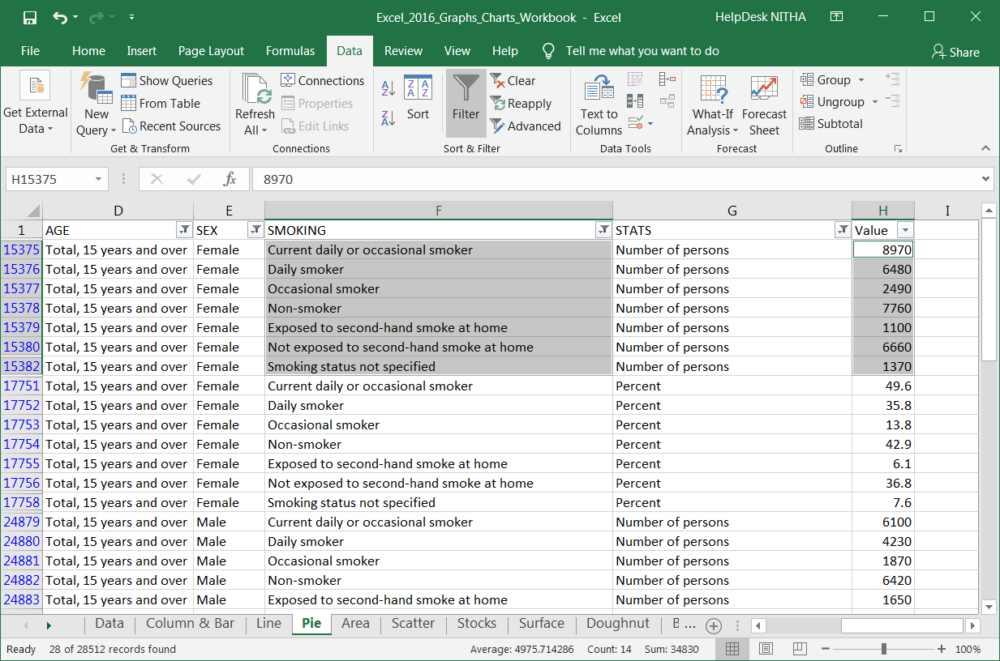 Excel_2016_Graphs_Charts_Workbook - Excel HelpDesk NITHA
File Home Insert Page Layout Formulas Data Review View Help Tell me what you want to do Share
Get External Data
New Query
Show Queries
From Table
Recent Sources
Get & Transform
Refresh All
Connections
Properties
Edit Links
Connections
Sort
Filter
Clear
Reapply
Advanced
Sort & Filter
Text to Columns
Data Tools
What-If Analysis
Forecast Sheet
Forecast
Group
Ungroup
Subtotal
Outline
H15375 fx 8970
D E F G H I
1 AGE SEX SMOKING STATS Value
15375 Total, 15 years and over Female Current daily or occasional smoker Number of persons 8970
15376 Total, 15 years and over Female Daily smoker Number of persons 6480
15377 Total, 15 years and over Female Occasional smoker Number of persons 2490
15378 Total, 15 years and over Female Non-smoker Number of persons 7760
15379 Total, 15 years and over Female Exposed to second-hand smoke at home Number of persons 1100
15380 Total, 15 years and over Female Not exposed to second-hand smoke at home Number of persons 6660
15382 Total, 15 years and over Female Smoking status not specified Number of persons 1370
17751 Total, 15 years and over Female Current daily or occasional smoker Percent 49.6
17752 Total, 15 years and over Female Daily smoker Percent 35.8
17753 Total, 15 years and over Female Occasional smoker Percent 13.8
17754 Total, 15 years and over Female Non-smoker Percent 42.9
17755 Total, 15 years and over Female Exposed to second-hand smoke at home Percent 6.1
17756 Total, 15 years and over Female Not exposed to second-hand smoke at home Percent 36.8
17758 Total, 15 years and over Female Smoking status not specified Percent 7.6
24879 Total, 15 years and over Male Current daily or occasional smoker Number of persons 6100
24880 Total, 15 years and over Male Daily smoker Number of persons 4230
24881 Total, 15 years and over Male Occasional smoker Number of persons 1870
24882 Total, 15 years and over Male Non-smoker Number of persons 6420
24883 Total, 15 years and over Male Exposed to second-hand smoke at home Number of persons 1650
Data Column & Bar Line Pie Area Scatter Stocks Surface Doughnut B ...
Ready 28 of 28512 records found Average: 4975.714286 Count: 14 Sum: 34830 100%